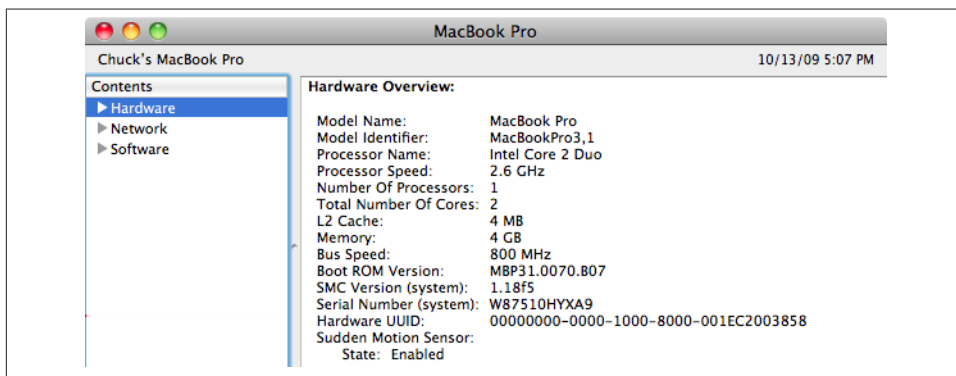 MacBook Pro
Chuck's MacBook Pro 10/13/09 5:07 PM
Contents
Hardware
Network
Software
Hardware Overview:
Model Name: MacBook Pro
Model Identifier: MacBookPro3,1
Processor Name: Intel Core 2 Duo
Processor Speed: 2.6 GHz
Number Of Processors: 1
Total Number Of Cores: 2
L2 Cache: 4 MB
Memory: 4 GB
Bus Speed: 800 MHz
Boot ROM Version: MBP31.0070.B07
SMC Version (system): 1.18f5
Serial Number (system): W87510HYXA9
Hardware UUID: 00000000-0000-1000-8000-001EC2003858
Sudden Motion Sensor:
State: Enabled